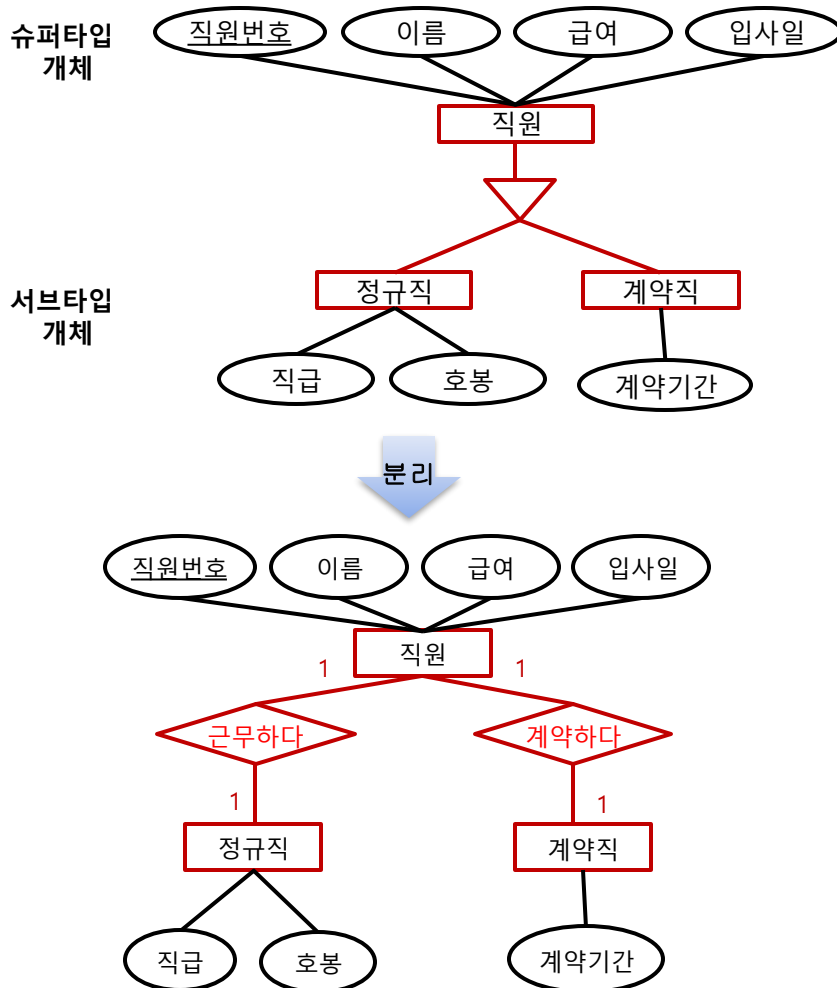 슈퍼타입
개체
직원번호
이름
급여
입사일
직원
서브타입
개체
정규직
계약직
직급
호봉
계약기간
분리
직원번호
이름
급여
입사일
직원
1
1
근무하다
계약하다
1
1
정규직
계약직
직급
호봉
계약기간